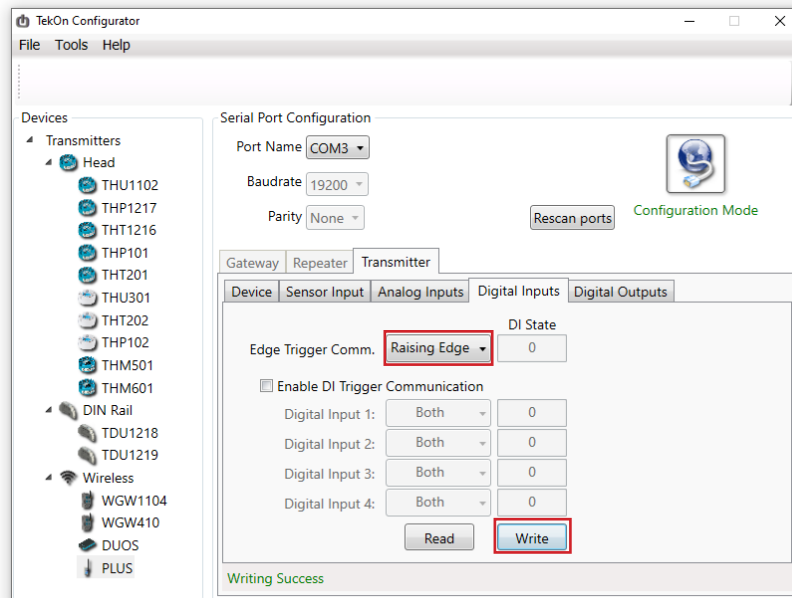 TekOn Configurator
File Tools Help
Devices
Transmitters
Head
THU1102
THP1217
THT1216
THP101
THT201
THU301
THT202
THP102
THM501
THM601
DIN Rail
TDU1218
TDU1219
Wireless
WGW1104
WGW410
DUOS
PLUS
Serial Port Configuration
Port Name COM3
Baudrate 19200
Parity None
Rescan ports
Configuration Mode
Gateway Repeater Transmitter
Device Sensor Input Analog Inputs Digital Inputs Digital Outputs
DI State
Edge Trigger Comm. Raising Edge 0
Enable DI Trigger Communication
Digital Input 1: Both 0
Digital Input 2: Both 0
Digital Input 3: Both 0
Digital Input 4: Both 0
Read Write
Writing Success